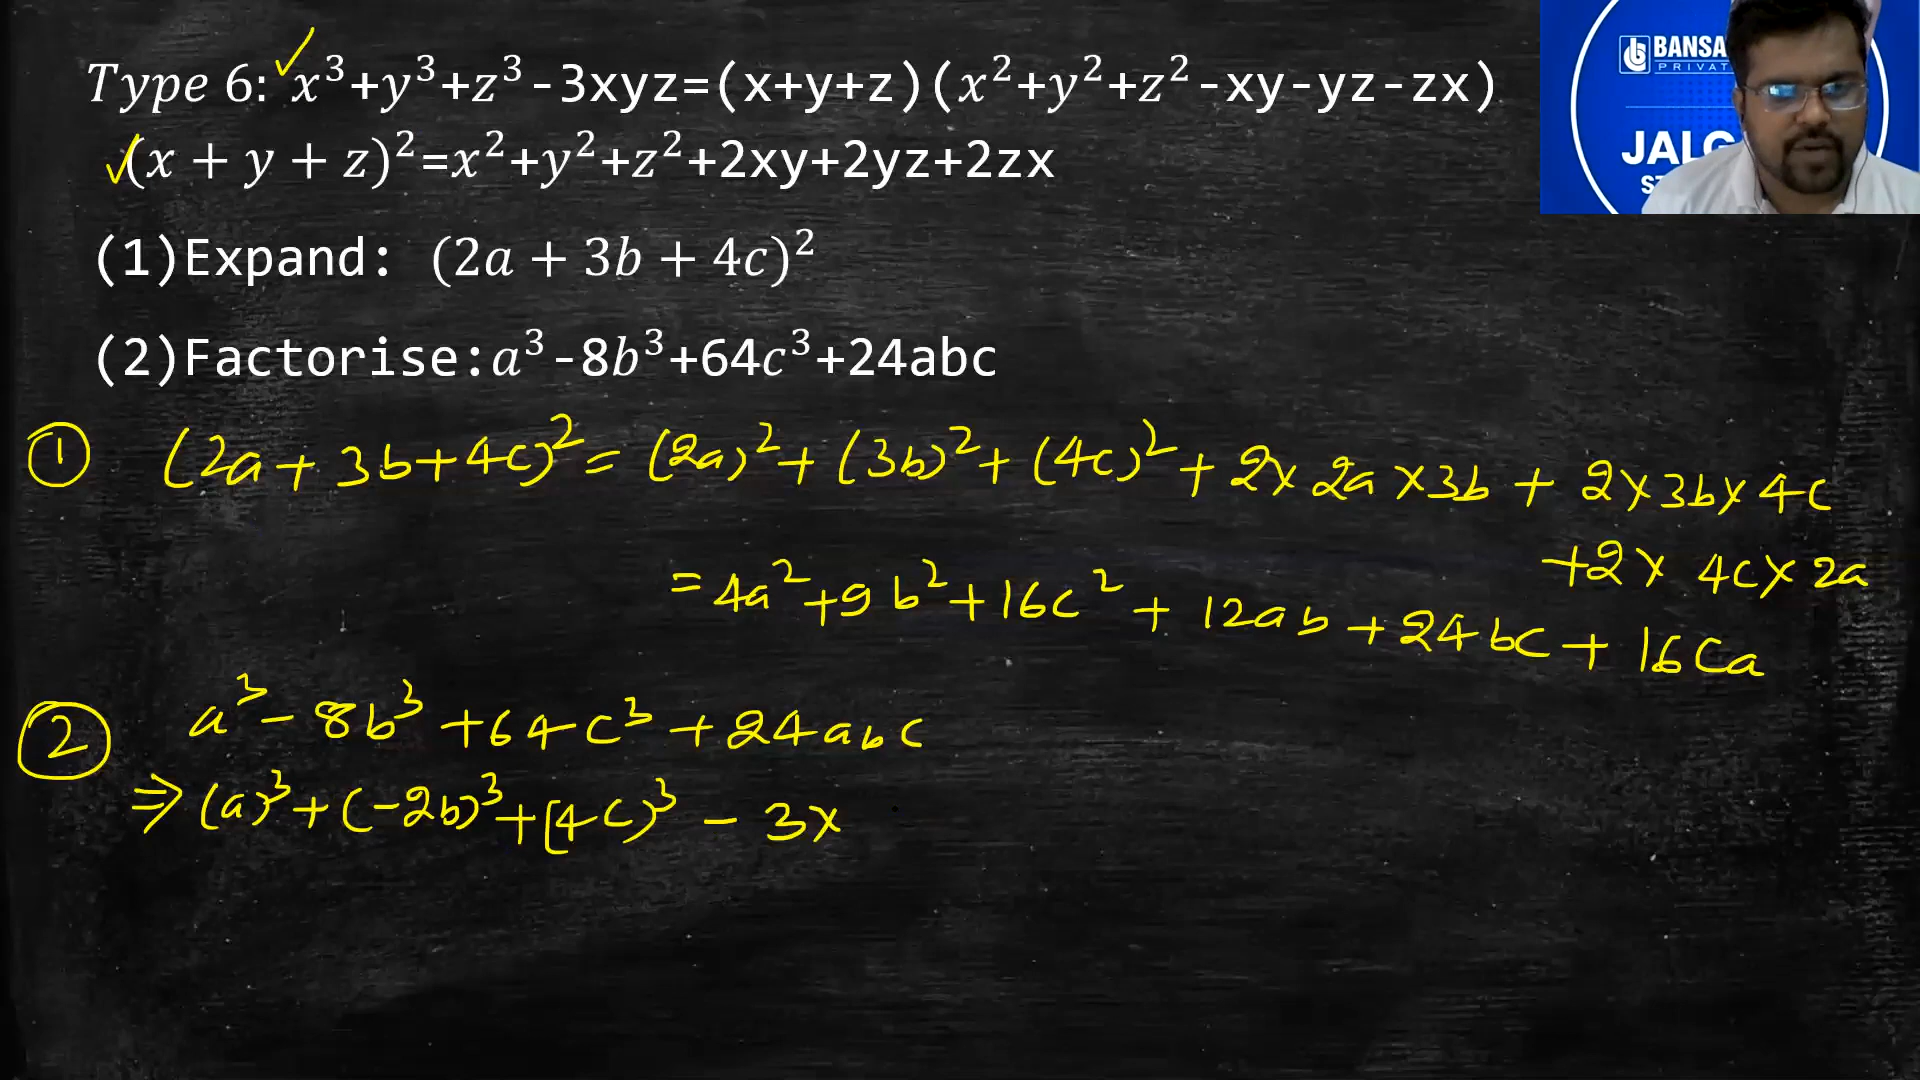 Type 6: x³+y³+z³-3xyz=(x+y+z)(x²+y²+z²-xy-yz-zx)
(x + y + z)²=x²+y²+z²+2xy+2yz+2zx
(1)Expand: (2a + 3b + 4c)²
(2)Factorise:a³-8b³+64c³+24abc
① (2a + 3b + 4c)² = (2a)² + (3b)² + (4c)² + 2 × 2a × 3b + 2 × 3b × 4c
+2 × 4c × 2a
= 4a² + 9b² + 16c² + 12ab + 24bc + 16ca
② a³ - 8b³ + 64c³ + 24abc
⇒ (a)³ + (-2b)³ + [4c)³ - 3×
BANSA
PRIVAT
JALG